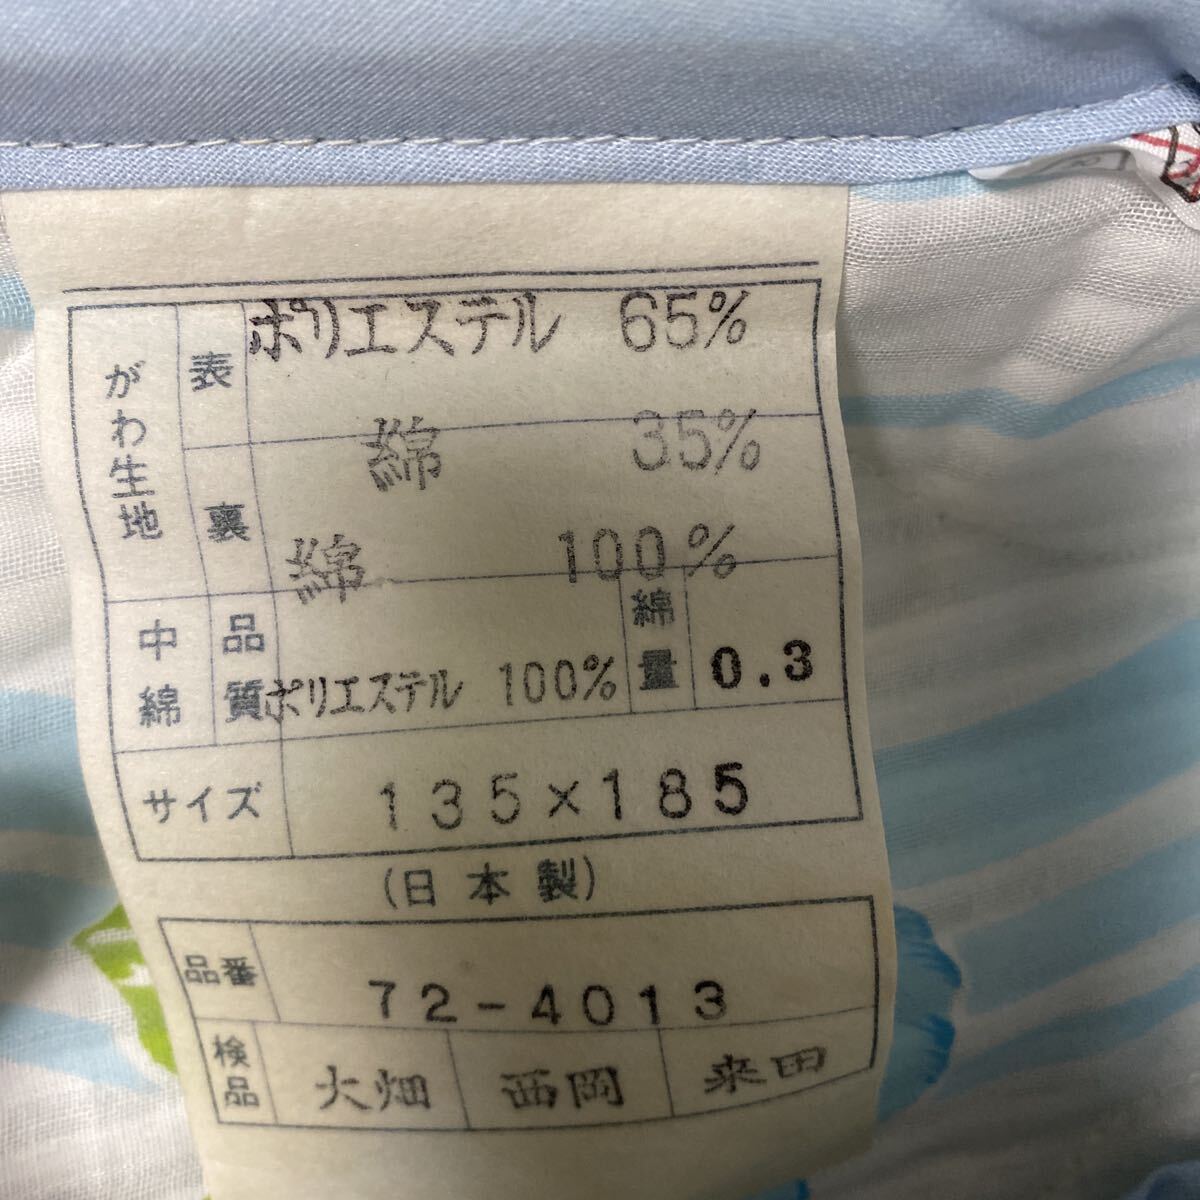 がわ生地 表 ポリエステル 65%
綿 35%
裏 綿 100%
中綿 品質 ポリエステル 100% 綿量 0.3
サイズ 135×185
(日本製)
品番 72-4013
検品 大畑 西岡 来田